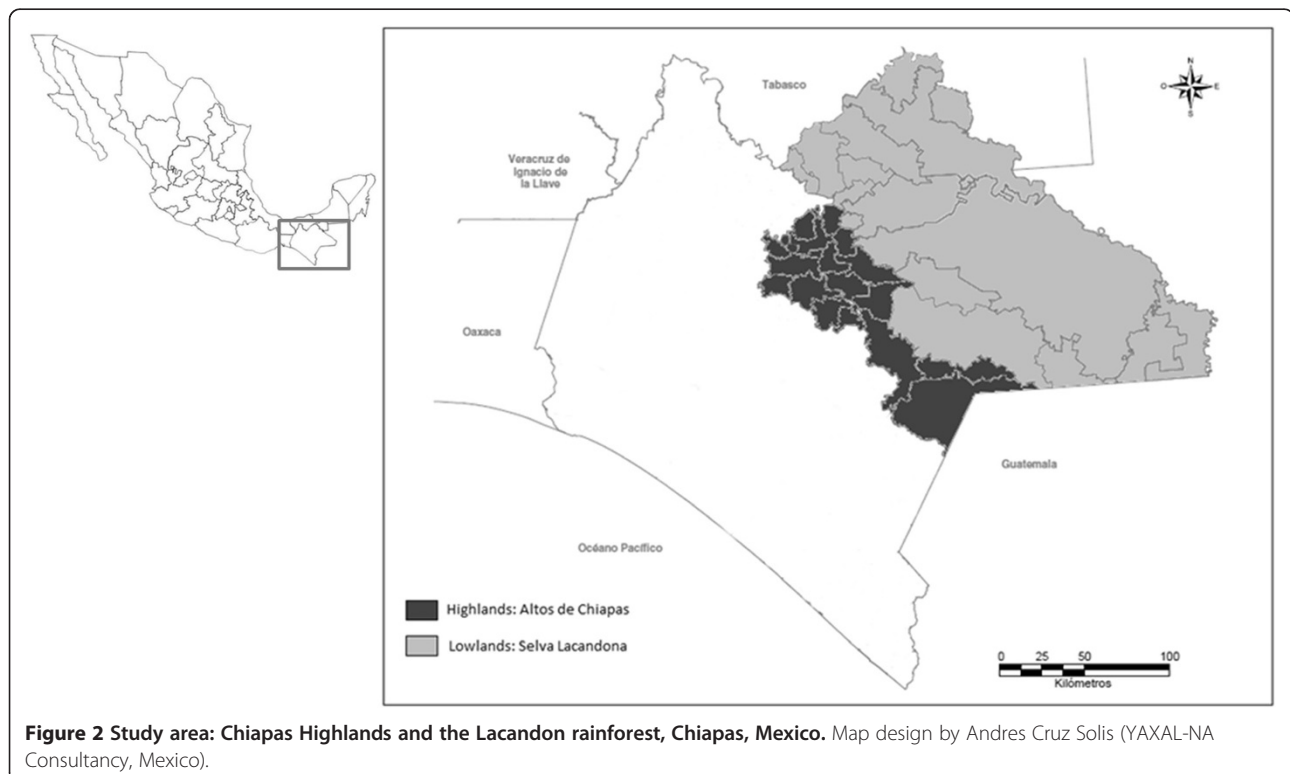 Tabasco
N
O
E
S
Veracruz de
Ignacio de
la Llave
Oaxaca
Guatemala
Océano Pacífico
Highlands: Altos de Chiapas
Lowlands: Selva Lacandona
0 25 50 100
Kilómetros
Figure 2 Study area: Chiapas Highlands and the Lacandon rainforest, Chiapas, Mexico. Map design by Andres Cruz Solis (YAXAL-NA
Consultancy, Mexico).